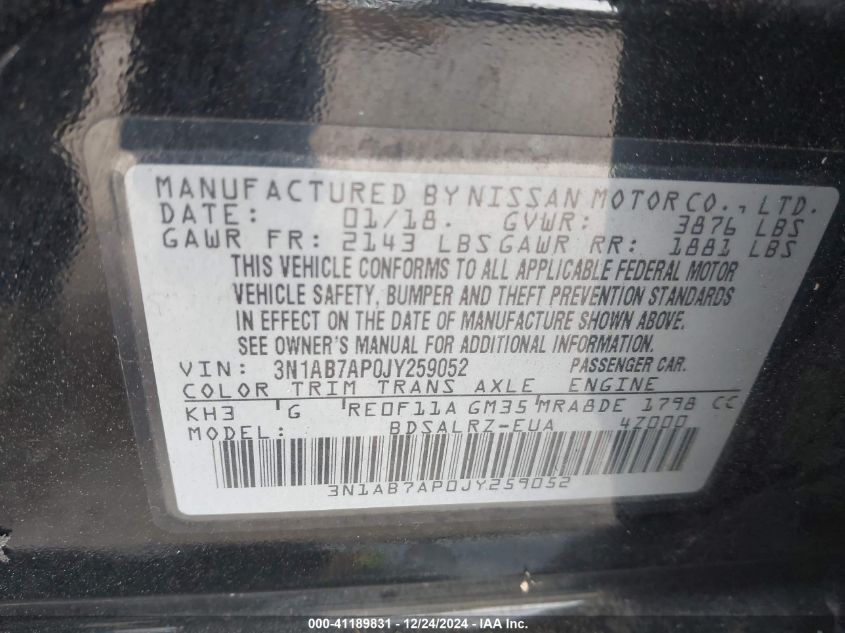 MANUFACTURED BY NISSAN MOTOR CO., LTD.
DATE: 01/18. GVWR: 3876 LBS
GAWR FR: 2143 LBS GAWR RR: 1881 LBS
THIS VEHICLE CONFORMS TO ALL APPLICABLE FEDERAL MOTOR
VEHICLE SAFETY, BUMPER AND THEFT PREVENTION STANDARDS
IN EFFECT ON THE DATE OF MANUFACTURE SHOWN ABOVE.
SEE OWNER'S MANUAL FOR ADDITIONAL INFORMATION.
VIN: 3N1AB7AP0JY259052 PASSENGER CAR.
COLOR TRIM TRANS AXLE ENGINE
KH3 G RE0F11A GM35 MRA8DE 1798 CC
MODEL: BDSALRZ-EUA 4Z000
3N1AB7AP0JY259052
000-41189831 - 12/24/2024 - IAAI.com - IAA Inc.